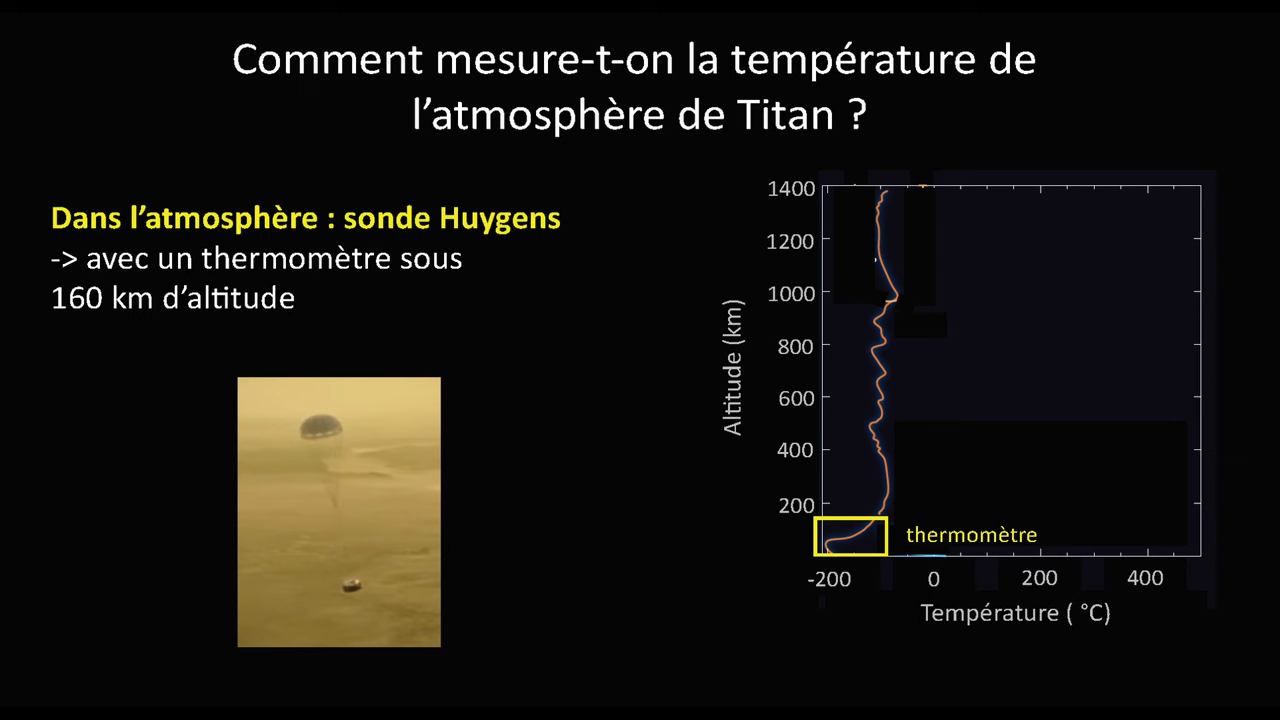 Comment mesure-t-on la température de
l’atmosphère de Titan ?
Dans l’atmosphère : sonde Huygens
-> avec un thermomètre sous
160 km d’altitude
1400
1200
1000
800
600
400
200
Altitude (km)
thermomètre
-200 0 200 400
Température ( °C)